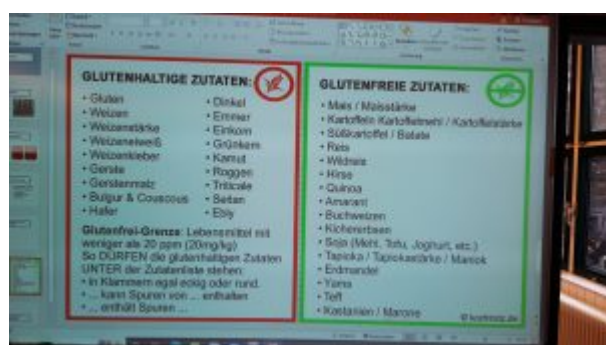 GLUTENHALTIGE ZUTATEN:
• Gluten
• Weizen
• Weizenstärke
• Weizeneiweiß
• Weizenkleber
• Gerste
• Gerstenmalz
• Bulgur & Couscous
• Hafer
• Dinkel
• Emmer
• Einkorn
• Grünkern
• Kamut
• Roggen
• Triticale
• Seitan
• Ebly
Glutenfrei-Grenze: Lebensmittel mit
weniger als 20 ppm (20mg/kg)
So DÜRFEN die glutenhaltigen Zutaten
UNTER der Zutatenliste stehen:
• in Klammern egal eckig oder rund.
• ... kann Spuren von ... enthalten
• ... enthält Spuren ...
GLUTENFREIE ZUTATEN:
• Mais / Maisstärke
• Kartoffeln Kartoffelmehl / Kartoffelstärke
• Süßkartoffel / Batate
• Reis
• Wildreis
• Hirse
• Quinoa
• Amarant
• Buchweizen
• Kichererbsen
• Soja (Mehl, Tofu, Joghurt, etc.)
• Tapioka / Tapiokastärke / Maniok
• Erdmandel
• Yams
• Teff
• Kastanien / Marone